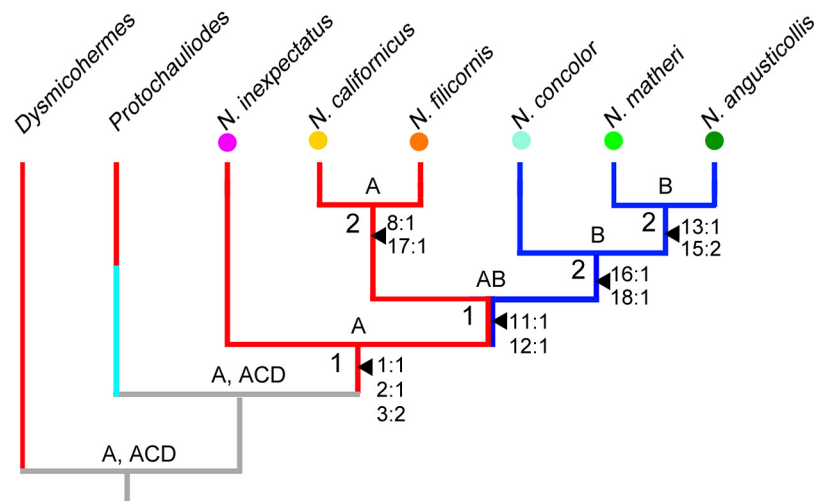 Dysmicohermes
Protochauliodes
N. inexpectatus
N. californicus
N. filicornis
N. concolor
N. matheri
N. angusticollis
A
B
2
8:1
17:1
2
13:1
15:2
B
2
16:1
18:1
AB
1
11:1
12:1
A
1
1:1
2:1
3:2
A, ACD
A, ACD